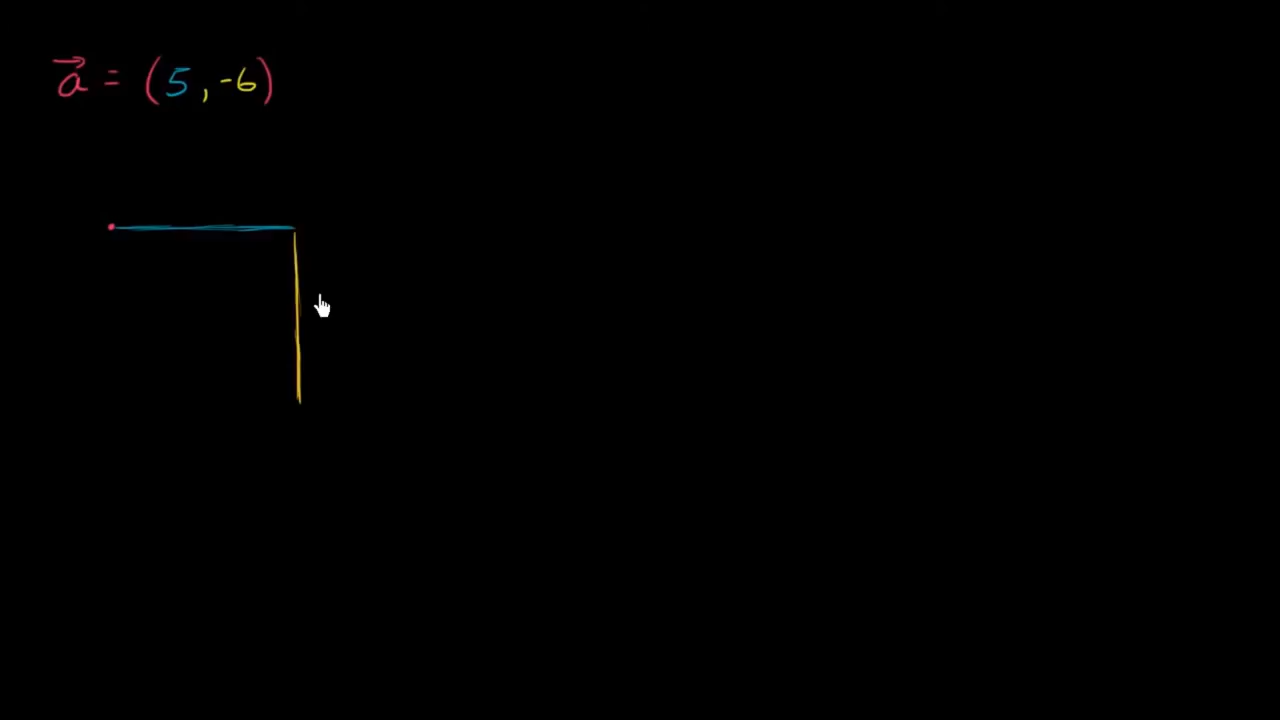 a⃗ = (5, -6)